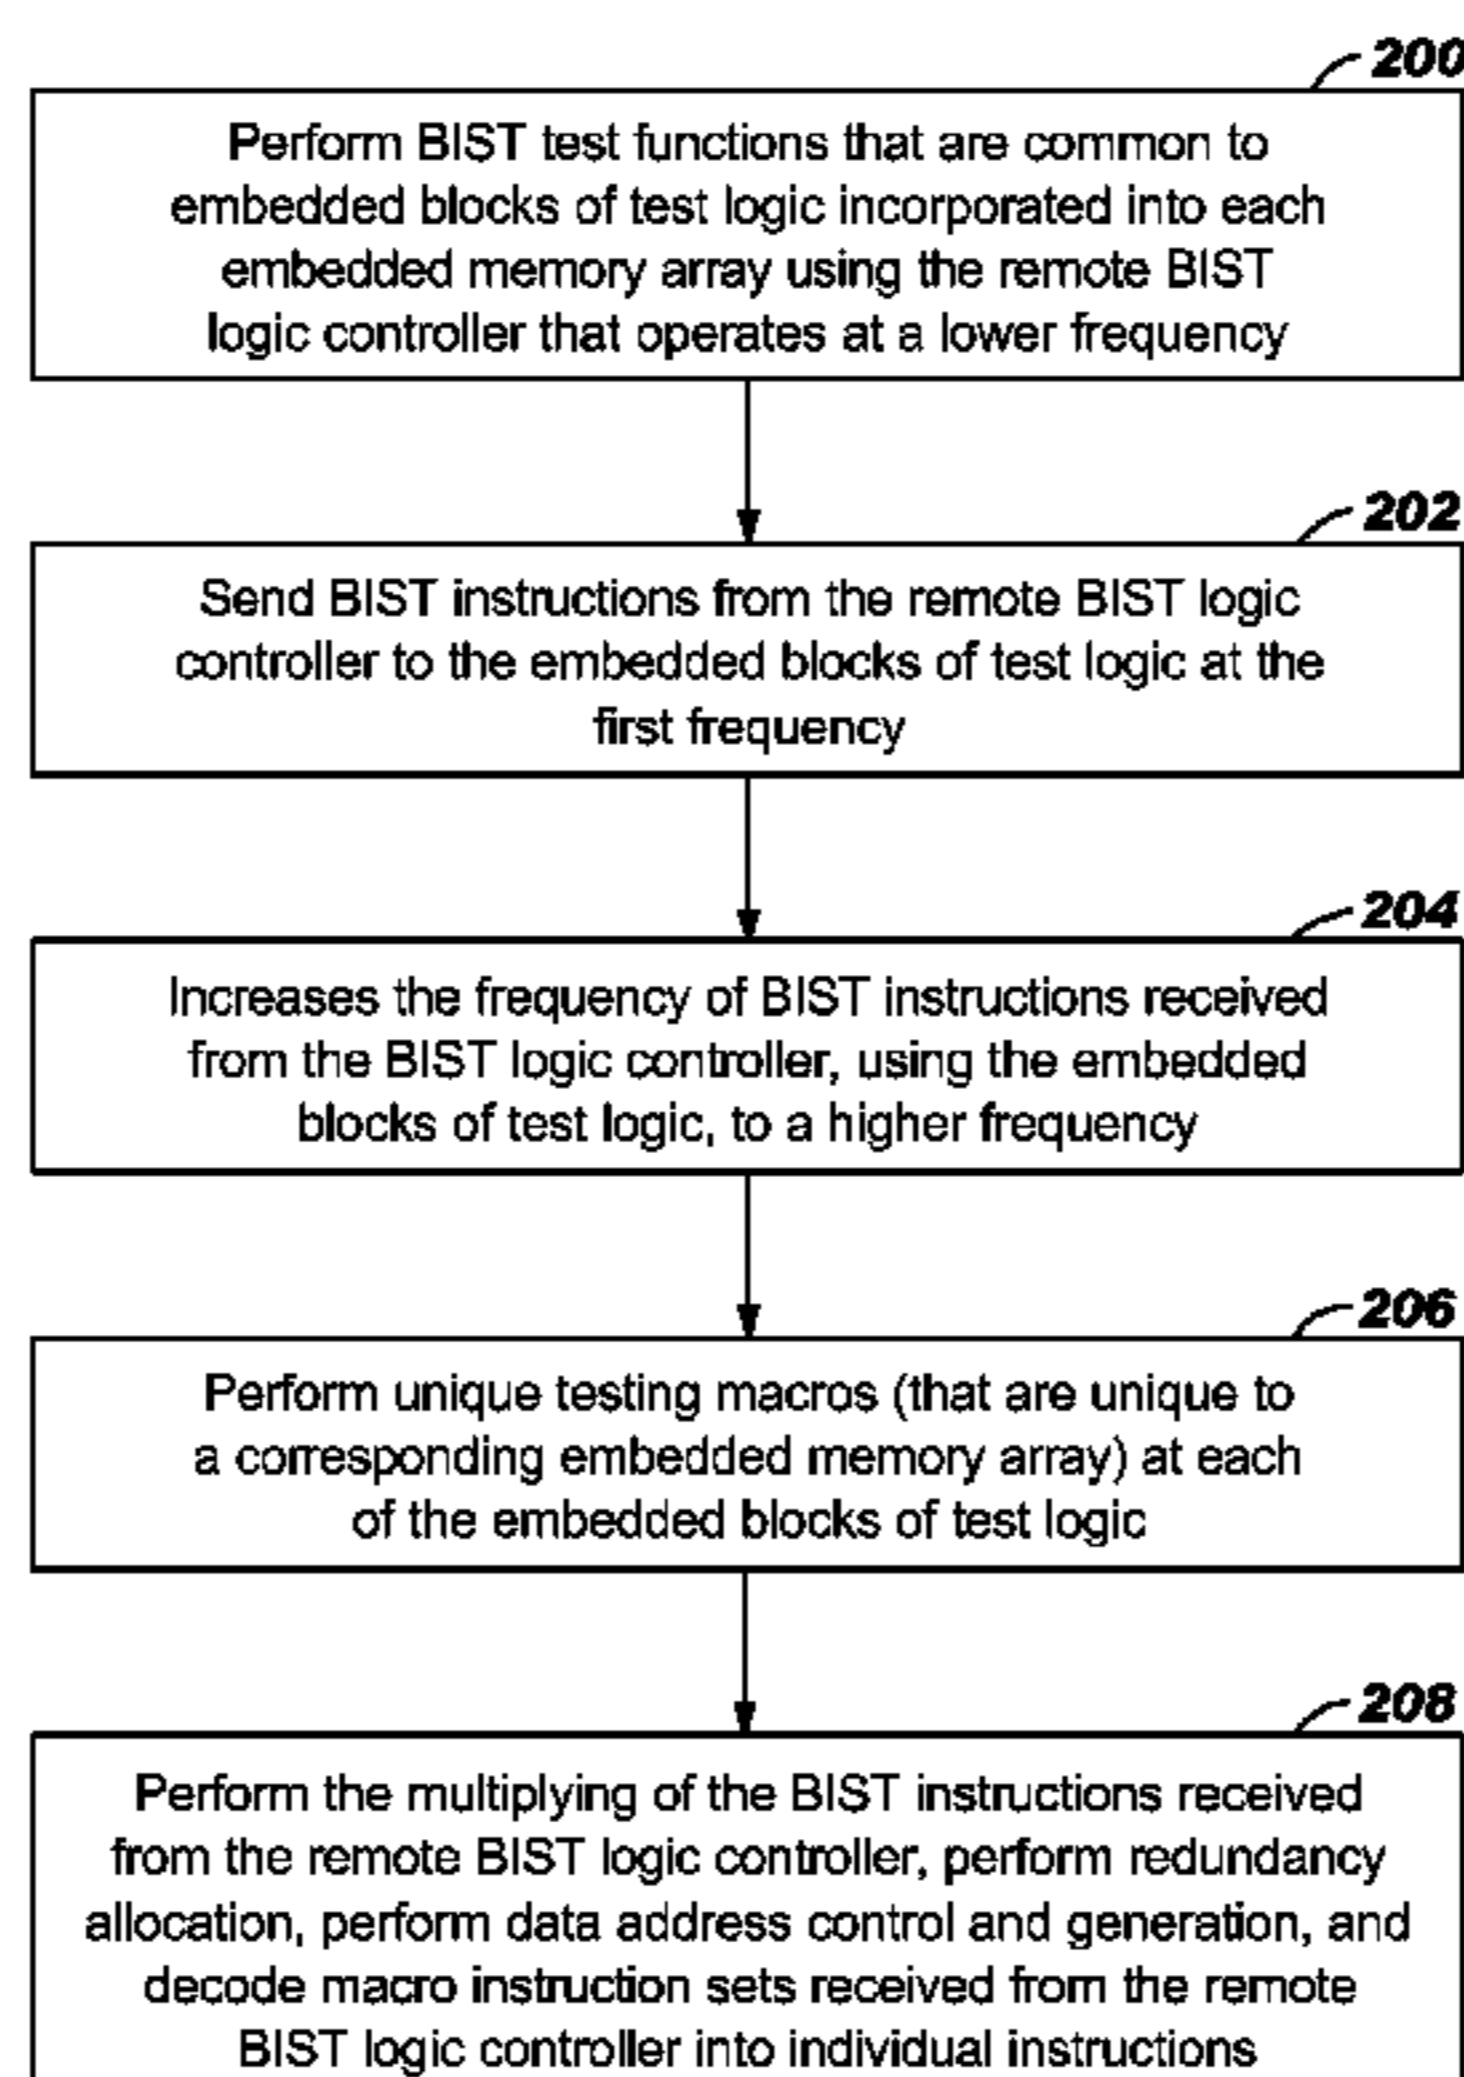 200
Perform BIST test functions that are common to
embedded blocks of test logic incorporated into each
embedded memory array using the remote BIST
logic controller that operates at a lower frequency
202
Send BIST instructions from the remote BIST logic
controller to the embedded blocks of test logic at the
first frequency
204
Increases the frequency of BIST instructions received
from the BIST logic controller, using the embedded
blocks of test logic, to a higher frequency
206
Perform unique testing macros (that are unique to
a corresponding embedded memory array) at each
of the embedded blocks of test logic
208
Perform the multiplying of the BIST instructions received
from the remote BIST logic controller, perform redundancy
allocation, perform data address control and generation, and
decode macro instruction sets received from the remote
BIST logic controller into individual instructions